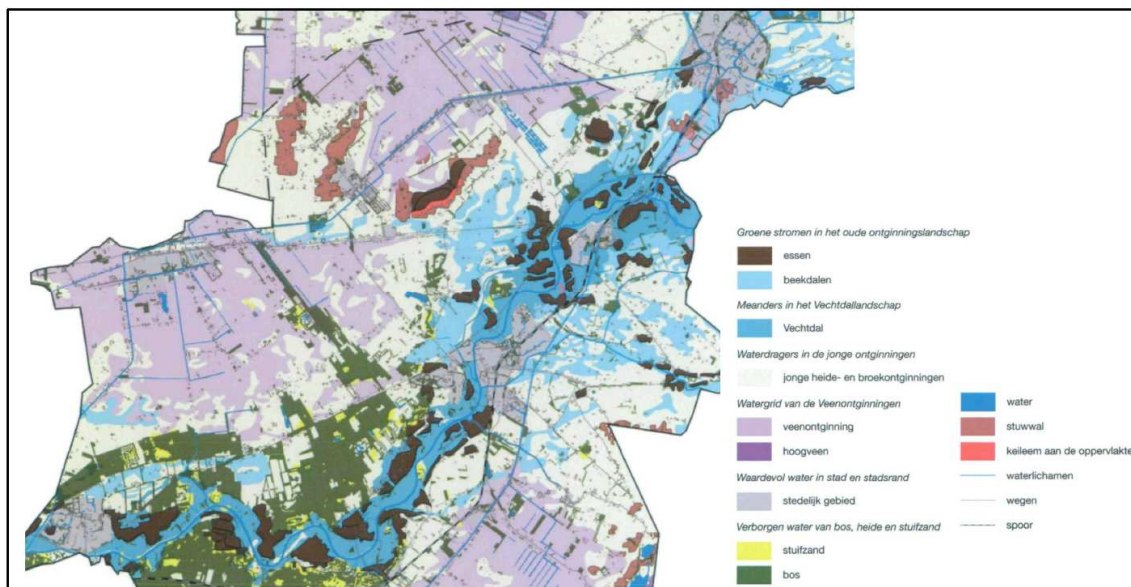 Groene stromen in het oude ontginningslandschap
essen
beekdalen
Meanders in het Vechtdallandschap
Vechtdal
Waterdragers in de jonge ontginningen
jonge heide- en broekontginningen
Watergrid van de Veenontginningen
veenontginning
hoogveen
Waardevol water in stad en stadsrand
stedelijk gebied
Verborgen water van bos, heide en stuifzand
stuifzand
bos
water
stuwwal
keileem aan de oppervlakte
waterlichamen
wegen
spoor